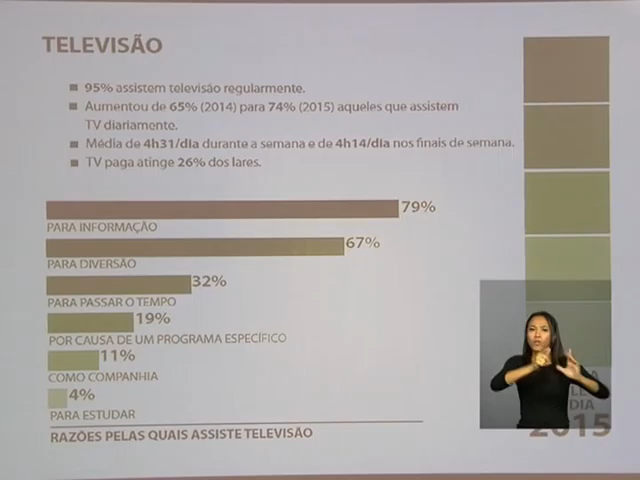 TELEVISÃO
95% assistem televisão regularmente.
Aumentou de 65% (2014) para 74% (2015) aqueles que assistem
TV diariamente.
Média de 4h31/dia durante a semana e de 4h14/dia nos finais de semana.
TV paga atinge 26% dos lares.
79%
PARA INFORMAÇÃO
67%
PARA DIVERSÃO
32%
PARA PASSAR O TEMPO
19%
POR CAUSA DE UM PROGRAMA ESPECÍFICO
11%
COMO COMPANHIA
4%
PARA ESTUDAR
RAZÕES PELAS QUAIS ASSISTE TELEVISÃO
2015